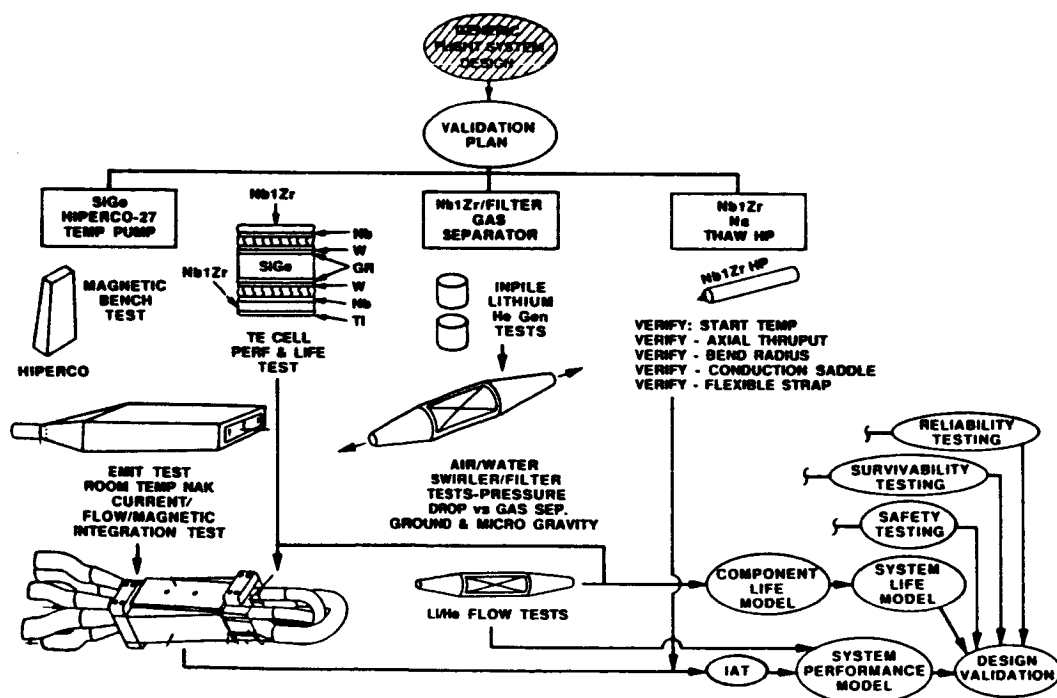 GENERIC
FLIGHT SYSTEM
DESIGN
VALIDATION
PLAN
SiGe
HIPERCO-27
TEMP PUMP
Nb1Zr
Nb
W
SiGe
GR
Nb1Zr
W
Nb
TI
TE CELL
PERF & LIFE
TEST
Nb1Zr/FILTER
GAS
SEPARATOR
Nb1Zr
Na
THAW HP
MAGNETIC
BENCH
TEST
HIPERCO
INPILE
LITHIUM
He Gen
TESTS
Nb1Zr HP
VERIFY: START TEMP
VERIFY - AXIAL THRUPUT
VERIFY - BEND RADIUS
VERIFY - CONDUCTION SADDLE
VERIFY - FLEXIBLE STRAP
EMIT TEST
ROOM TEMP NAK
CURRENT/
FLOW/MAGNETIC
INTEGRATION TEST
AIR/WATER
SWIRLER/FILTER
TESTS-PRESSURE
DROP vs GAS SEP.
GROUND & MICRO GRAVITY
RELIABILITY
TESTING
SURVIVABILITY
TESTING
SAFETY
TESTING
LI/He FLOW TESTS
COMPONENT
LIFE
MODEL
SYSTEM
LIFE
MODEL
IAT
SYSTEM
PERFORMANCE
MODEL
DESIGN
VALIDATION